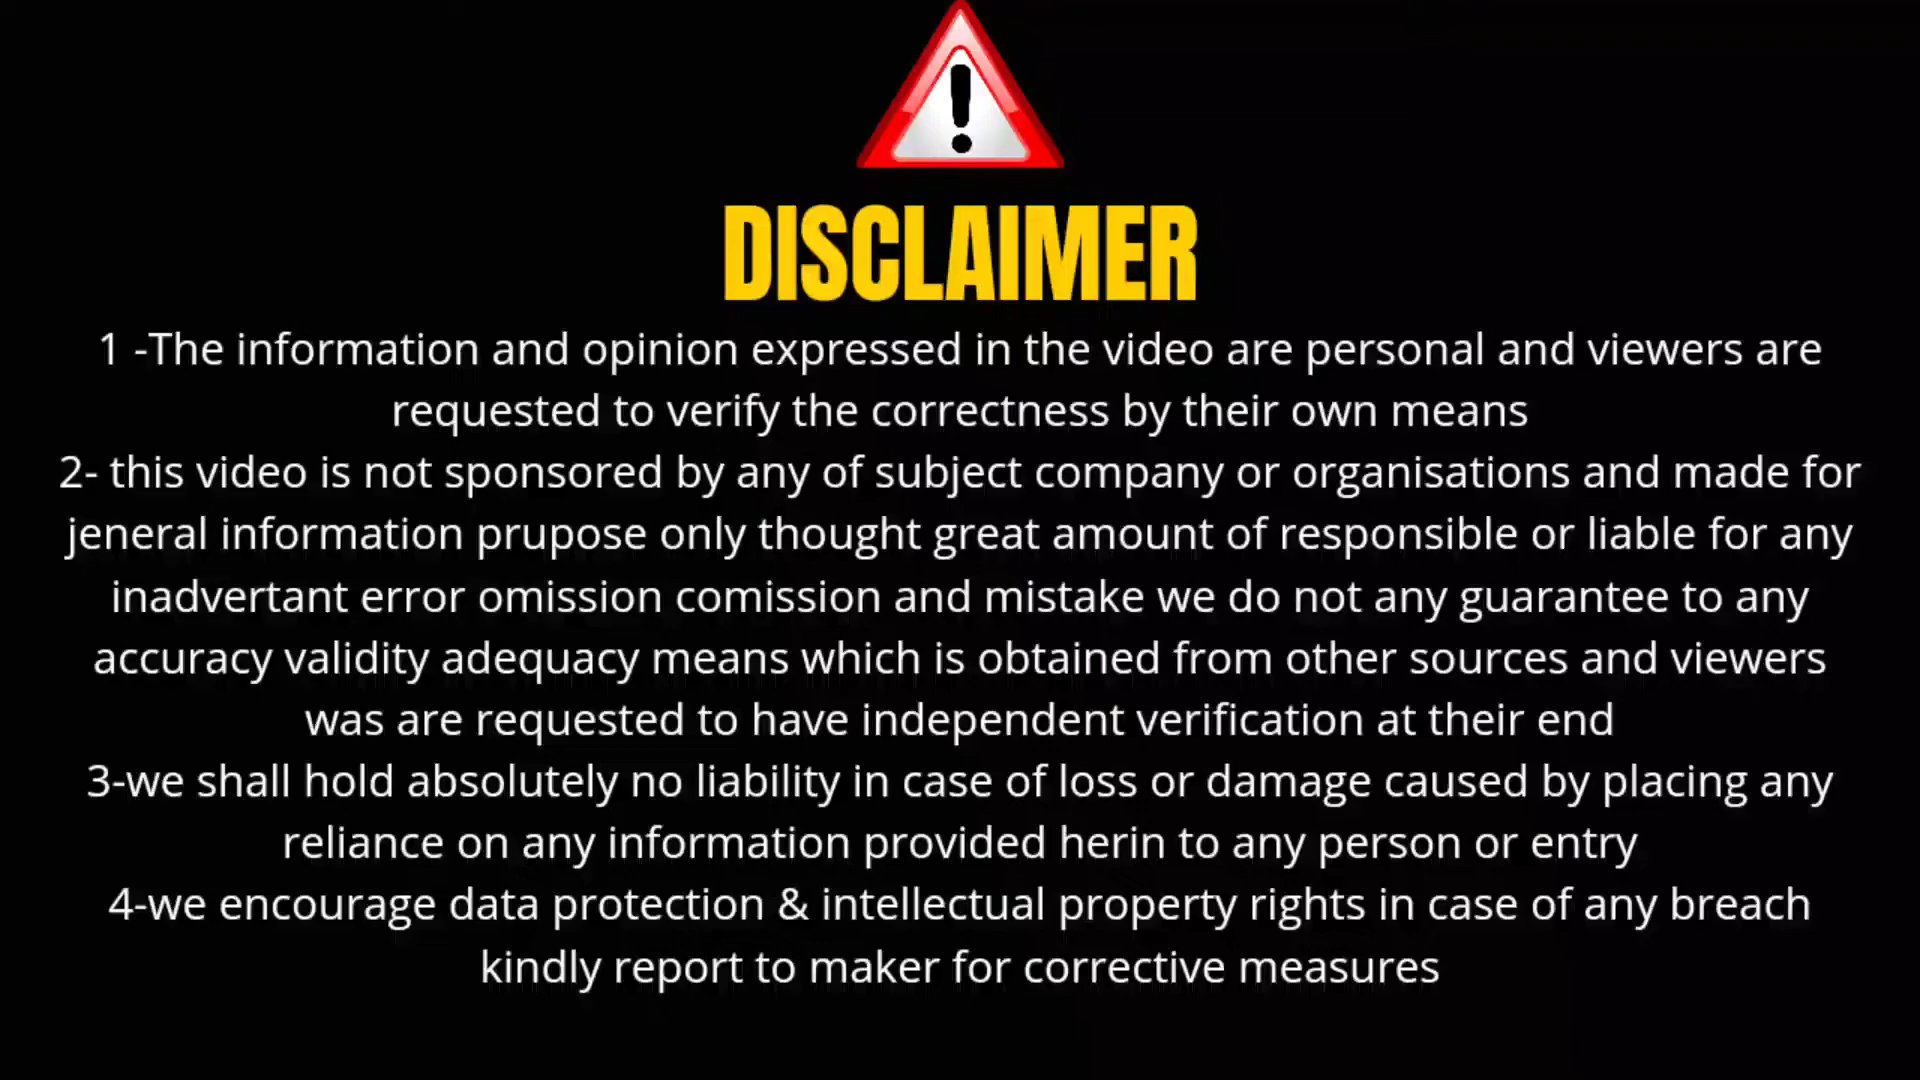 DISCLAIMER
1 -The information and opinion expressed in the video are personal and viewers are
requested to verify the correctness by their own means
2- this video is not sponsored by any of subject company or organisations and made for
jeneral information prupose only thought great amount of responsible or liable for any
inadvertant error omission comission and mistake we do not any guarantee to any
accuracy validity adequacy means which is obtained from other sources and viewers
was are requested to have independent verification at their end
3-we shall hold absolutely no liability in case of loss or damage caused by placing any
reliance on any information provided herin to any person or entry
4-we encourage data protection & intellectual property rights in case of any breach
kindly report to maker for corrective measures